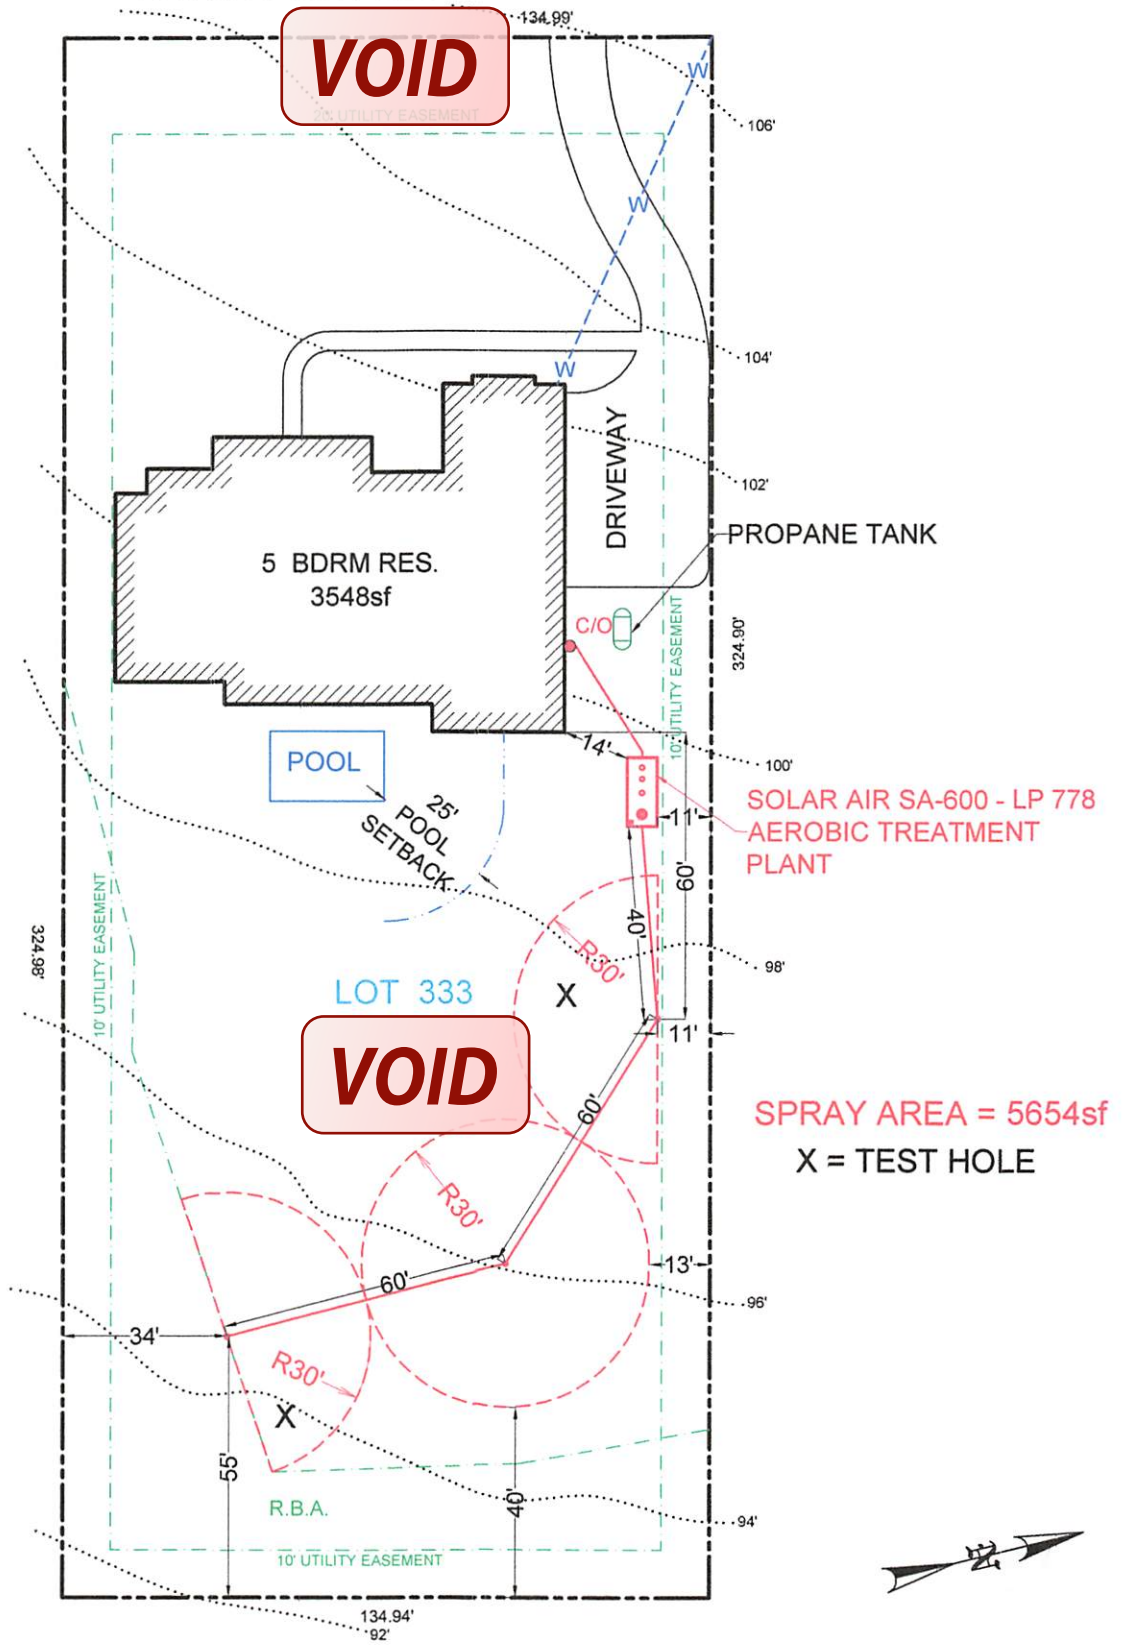 134.99'
VOID
20' UTILITY EASEMENT
W
106'
W
104'
W
DRIVEWAY
102'
PROPANE TANK
5 BDRM RES.
3548sf
C/O
10' UTILITY EASEMENT
324.90'
14'
100'
POOL
25'
POOL
SETBACK
SOLAR AIR SA-600 - LP 778
AEROBIC TREATMENT
PLANT
11'
60'
40'
10' UTILITY EASEMENT
324.98'
R30'
98'
LOT 333
X
11'
VOID
60'
SPRAY AREA = 5654sf
X = TEST HOLE
R30'
13'
60'
96'
34'
R30'
X
55'
40'
R.B.A.
94'
10' UTILITY EASEMENT
N
134.94'
92'